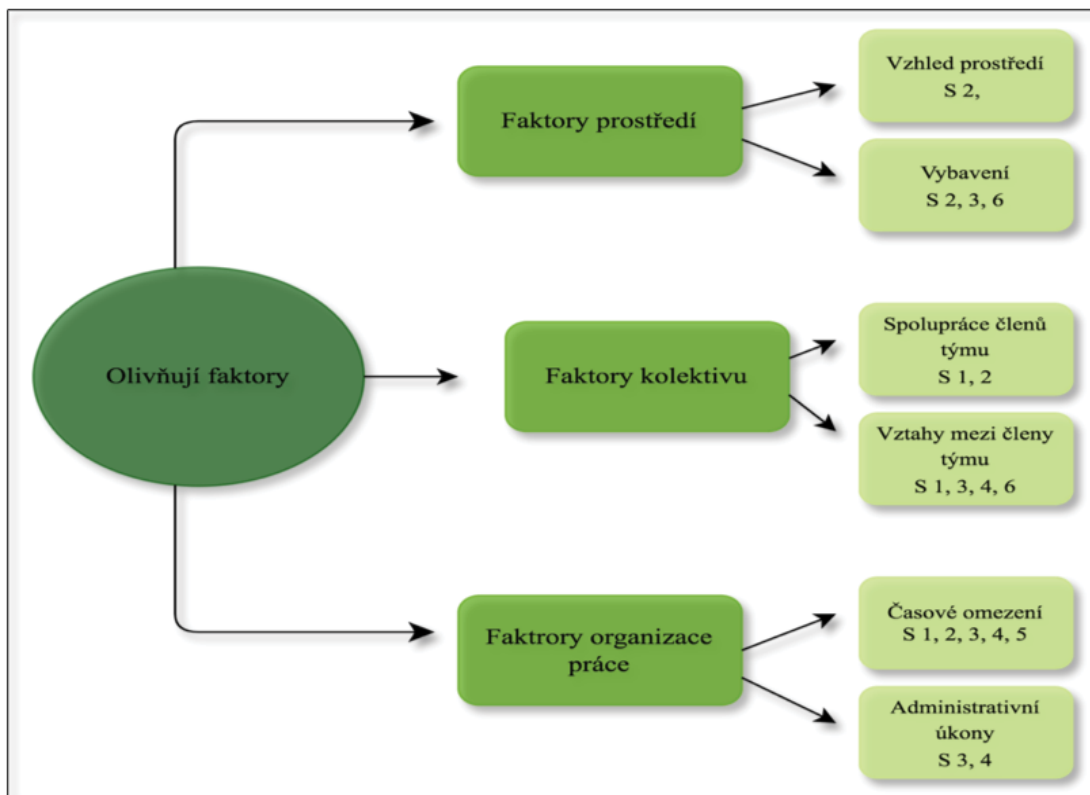 Vzhled prostředí
S 2,
Faktory prostředí
Vybavení
S 2, 3, 6
Olivňují faktory
Faktory kolektivu
Spolupráce členů
týmu
S 1, 2
Vztahy mezi členy
týmu
S 1, 3, 4, 6
Faktrory organizace
práce
Časové omezení
S 1, 2, 3, 4, 5
Administrativní
úkony
S 3, 4